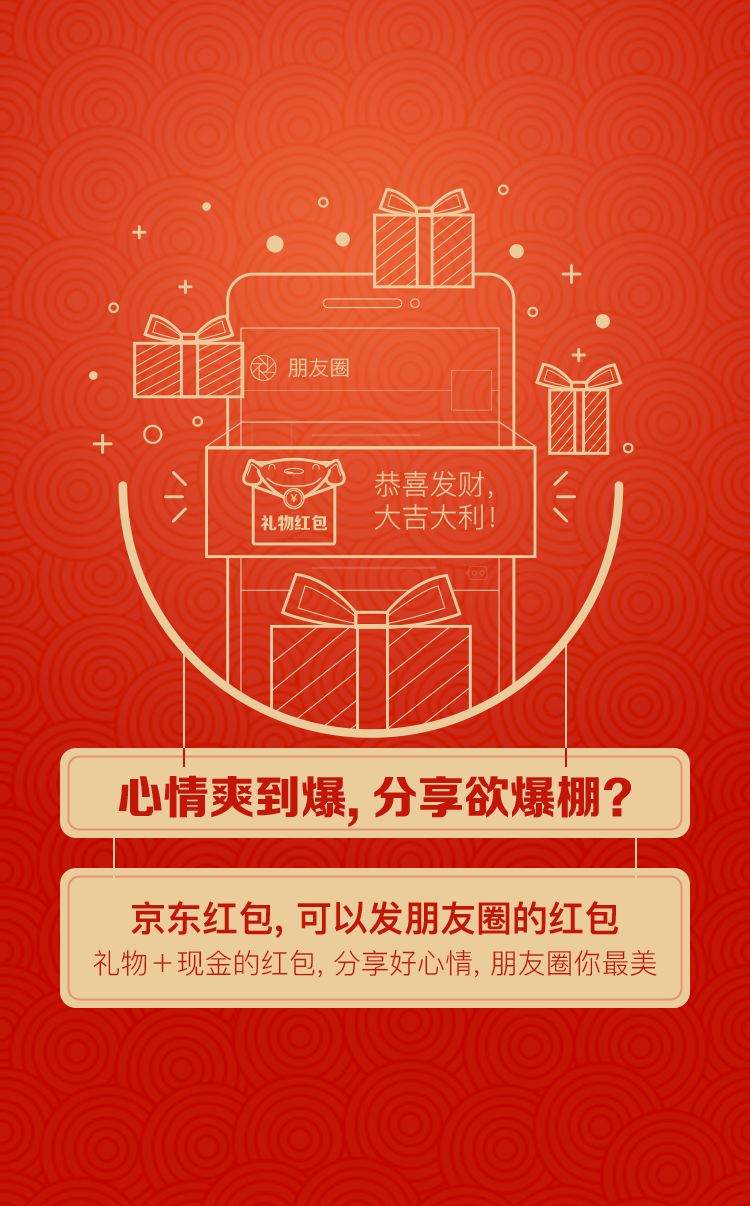 朋友圈
¥
礼物红包
恭喜发财,
大吉大利!
心情爽到爆, 分享欲爆棚?
京东红包, 可以发朋友圈的红包
礼物+现金的红包, 分享好心情, 朋友圈你最美